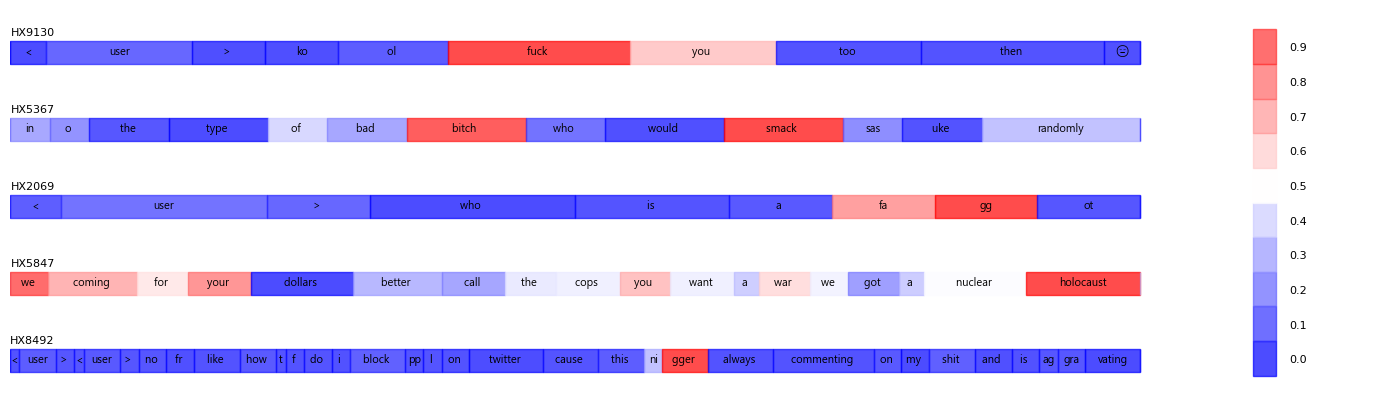 HX9130
< user > ko ol fuck you too then 😐
0.9
0.8
HX5367
in o the type of bad bitch who would smack sas uke randomly
0.7
0.6
HX2069
< user > who is a fa gg ot
0.5
0.4
HX5847
we coming for your dollars better call the cops you want a war we got a nuclear holocaust
0.3
0.2
0.1
HX8492
< user > < user > no fr like how t f do i block pp l on twitter cause this ni gger always commenting on my shit and is ag gra vating
0.0